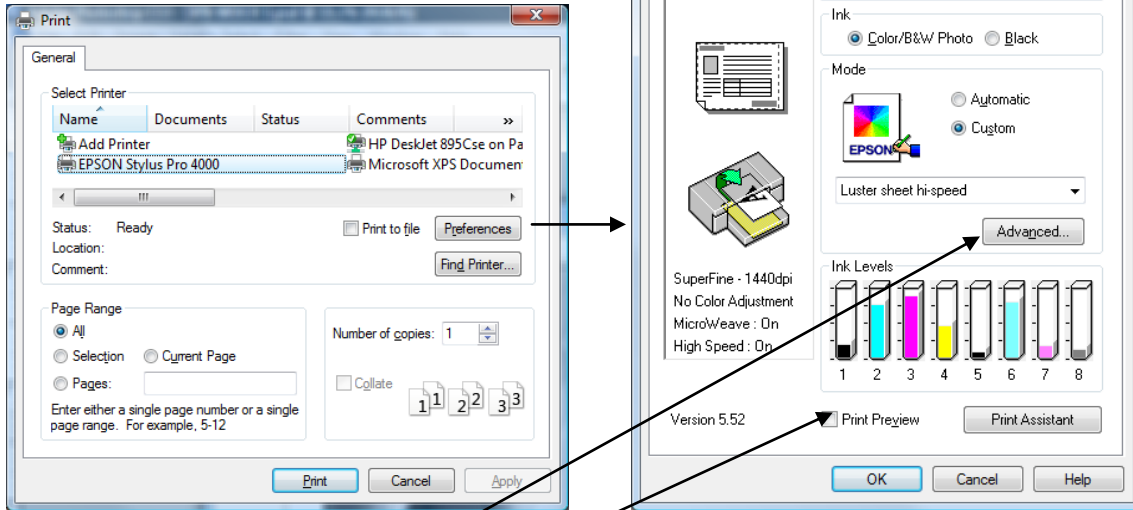 Print
General
Select Printer
Name Documents Status Comments »
Add Printer HP DeskJet 895Cse on Pa
EPSON Stylus Pro 4000 Microsoft XPS Documen
Status: Ready Print to file Preferences
Location:
Comment: Find Printer...
Page Range
All
Selection Current Page
Pages:
Enter either a single page number or a single
page range. For example, 5-12
Number of copies: 1
Collate
1 1 2 2 3 3
Print Cancel Apply
Ink
Color/B&W Photo Black
Mode
Automatic
Custom
EPSON
Luster sheet hi-speed
Advanced...
SuperFine - 1440dpi
No Color Adjustment
MicroWeave : On
High Speed : On
Ink Levels
1 2 3 4 5 6 7 8
Version 5.52 Print Preview Print Assistant
OK Cancel Help